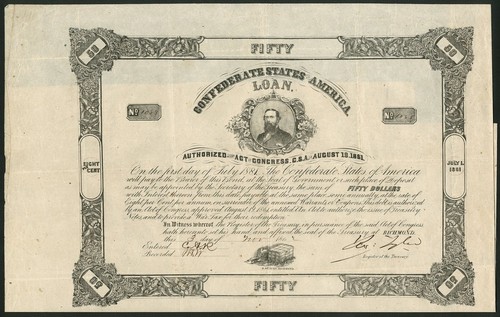 FIFTY
50
50
CONFEDERATE STATES AMERICA
LOAN.
No
No
AUTHORIZED ACT CONGRESS, C.S.A. AUGUST 19, 1861.
EIGHT PER CENT
JULY 1. 1881
On the first day of July 1881, The Confederate States of America
will pay to the Bearer of this Bond, at the Seat of Government or such place of deposit
as may be appointed by the Secretary of the Treasury, the sum of FIFTY DOLLARS
with Interest thereon from this date, payable at the same place, semi annually, at the rate of
Eight per Cent per annum, on surrender of the annexed Warrants or Coupons. This debt is authorized
By an Act of Congress approved August 19, 1861, entitled An Act to authorize the issue of Treasury
Notes, and to provide a War Tax for their redemption.
In Witness whereof, the Register of the Treasury, in pursuance of the said Act of Congress
hath hereunto set his hand, and affixed the seal of the Treasury at RICHMOND,
this day of 186
Entered
Recorded
Register of the Treasury
50
50
FIFTY